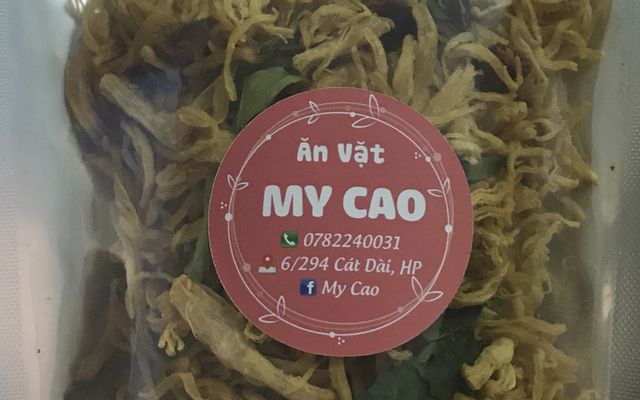 Ăn Vặt
MY CAO
0782240031
6/294 Cát Dài, HP
My Cao